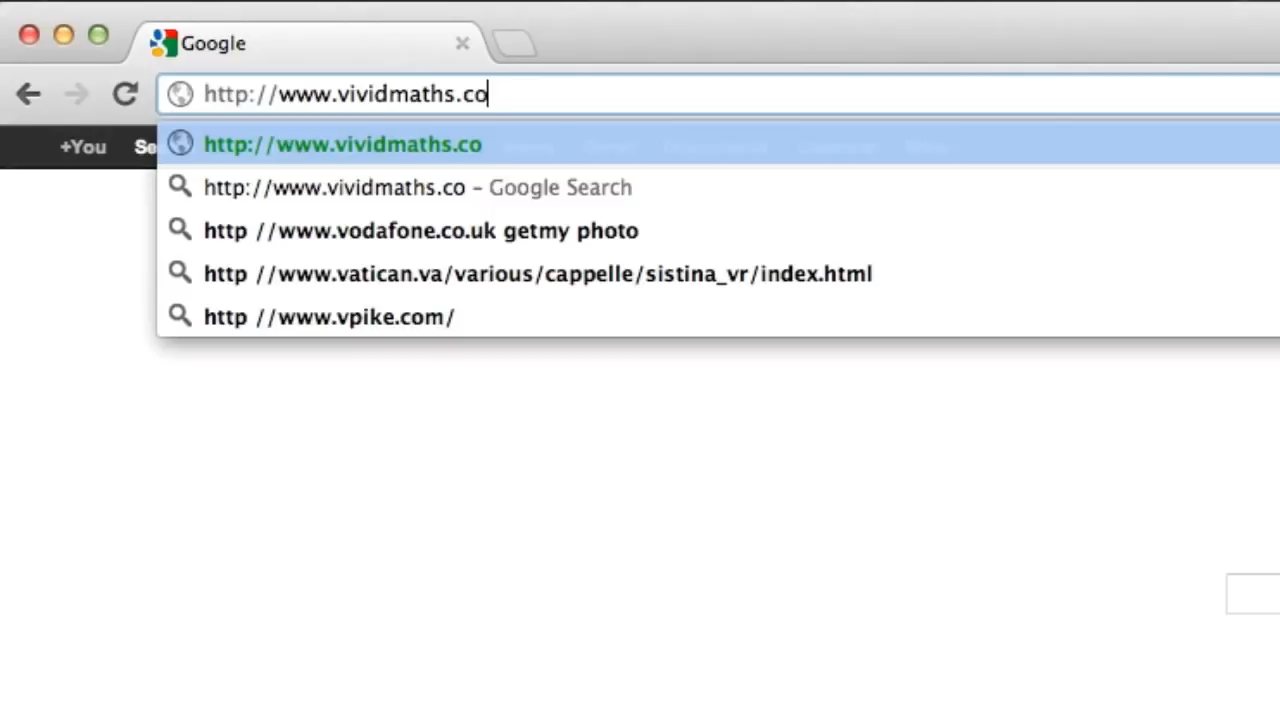 Google
http://www.vividmaths.co
+You Se
http://www.vividmaths.co
http://www.vividmaths.co – Google Search
http //www.vodafone.co.uk getmy photo
http //www.vatican.va/various/cappelle/sistina_vr/index.html
http //www.vpike.com/